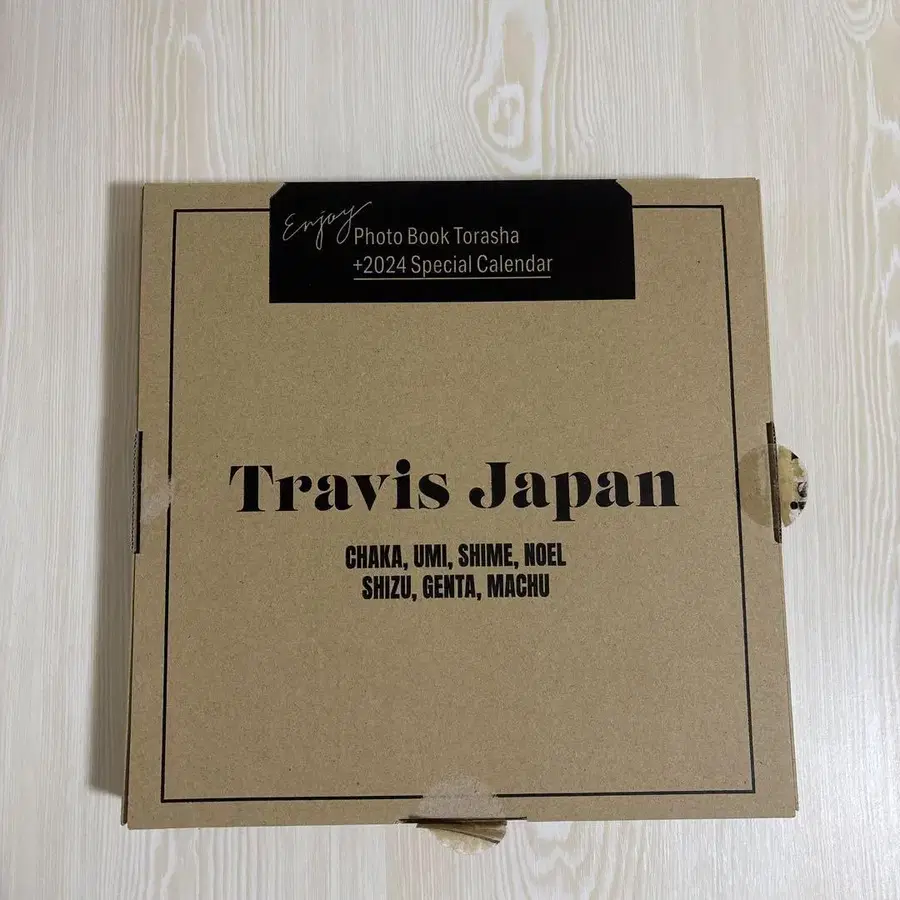 Enjoy
Photo Book Torasha
+2024 Special Calendar
Travis Japan
CHAKA, UMI, SHIME, NOEL
SHIZU, GENTA, MACHU